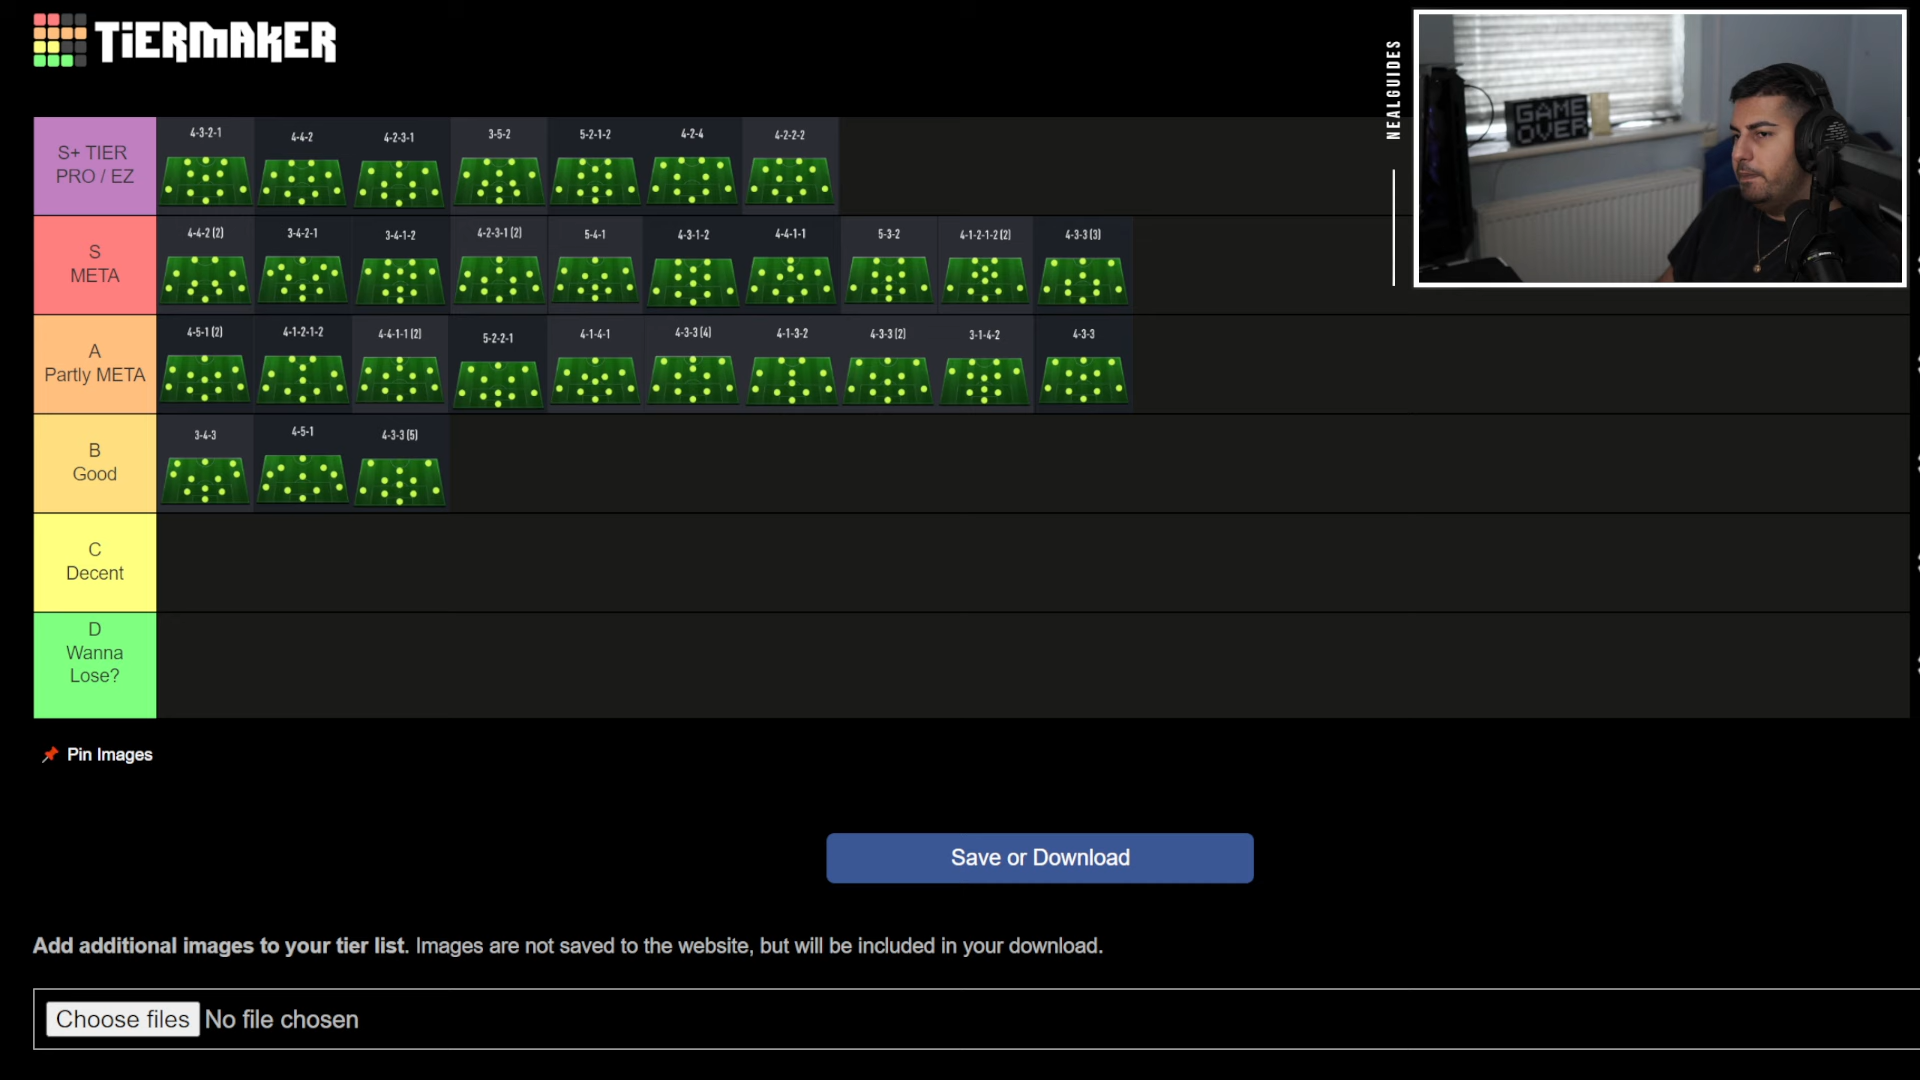 TiERMAKER
NEALGUIDES
GAME
OVER
S+ TIER
PRO / EZ
4-3-2-1
4-4-2
4-2-3-1
3-5-2
5-2-1-2
4-2-4
4-2-2-2
S
META
4-4-2 (2)
3-4-2-1
3-4-1-2
4-2-3-1 (2)
5-4-1
4-3-1-2
4-4-1-1
5-3-2
4-1-2-1-2 (2)
4-3-3 (3)
A
Partly META
4-5-1 (2)
4-1-2-1-2
4-4-1-1 (2)
5-2-2-1
4-1-4-1
4-3-3 (4)
4-1-3-2
4-3-3 (2)
3-1-4-2
4-3-3
B
Good
3-4-3
4-5-1
4-3-3 (5)
C
Decent
D
Wanna
Lose?
Pin Images
Save or Download
Add additional images to your tier list. Images are not saved to the website, but will be included in your download.
Choose files No file chosen